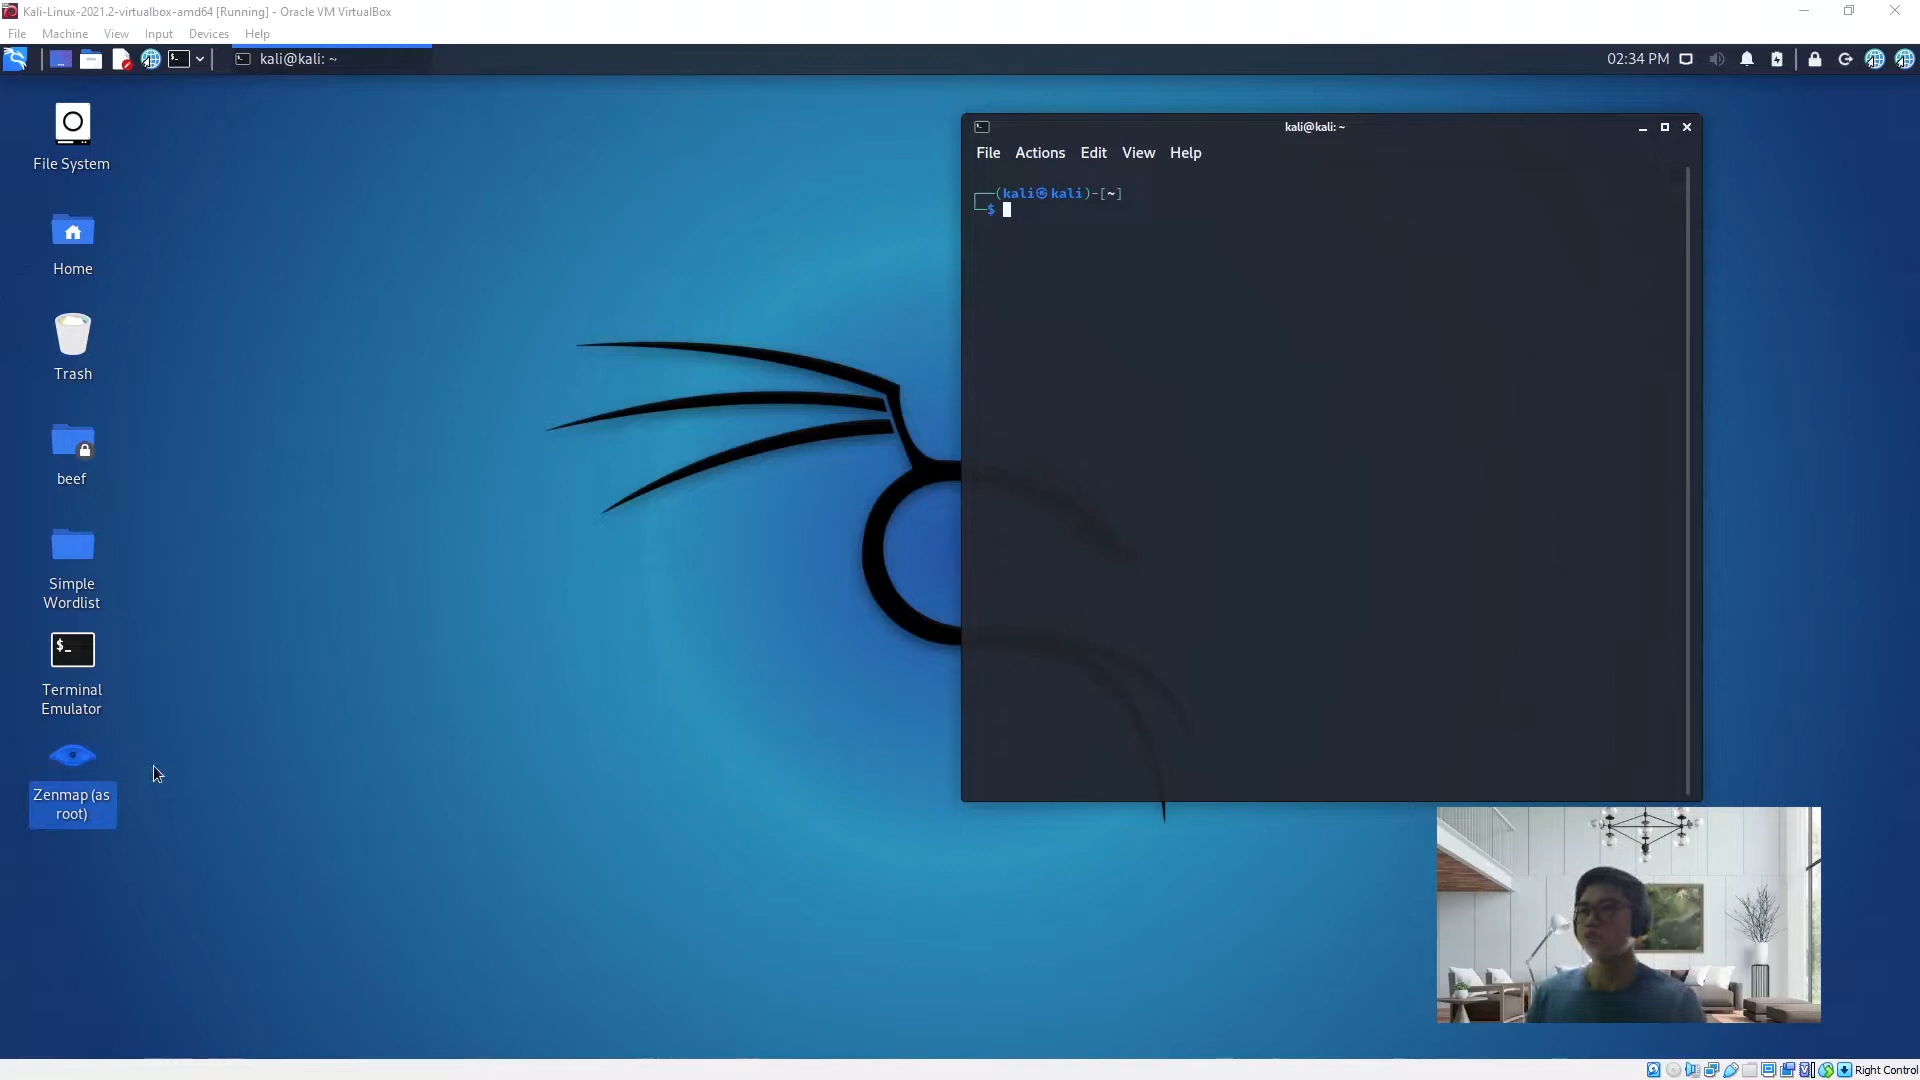 Kali-Linux-2021.2-virtualbox-amd64 [Running] - Oracle VM VirtualBox
File Machine View Input Devices Help
kali@kali: ~
02:34 PM
File System
Home
Trash
beef
Simple
Wordlist
Terminal
Emulator
Zenmap (as
root)
kali@kali: ~
File Actions Edit View Help
(kali㉿kali)-[~]
$
Right Control